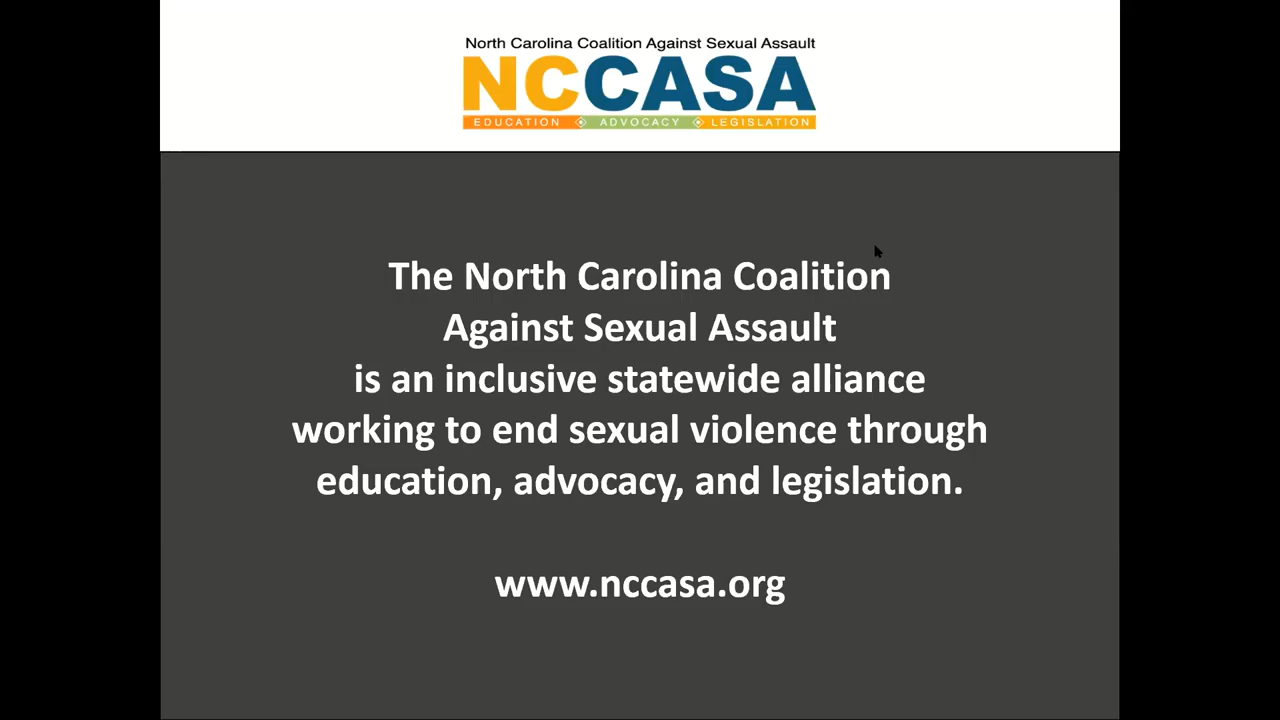 North Carolina Coalition Against Sexual Assault
NCCASA
EDUCATION ADVOCACY LEGISLATION
The North Carolina Coalition
Against Sexual Assault
is an inclusive statewide alliance
working to end sexual violence through
education, advocacy, and legislation.
www.nccasa.org